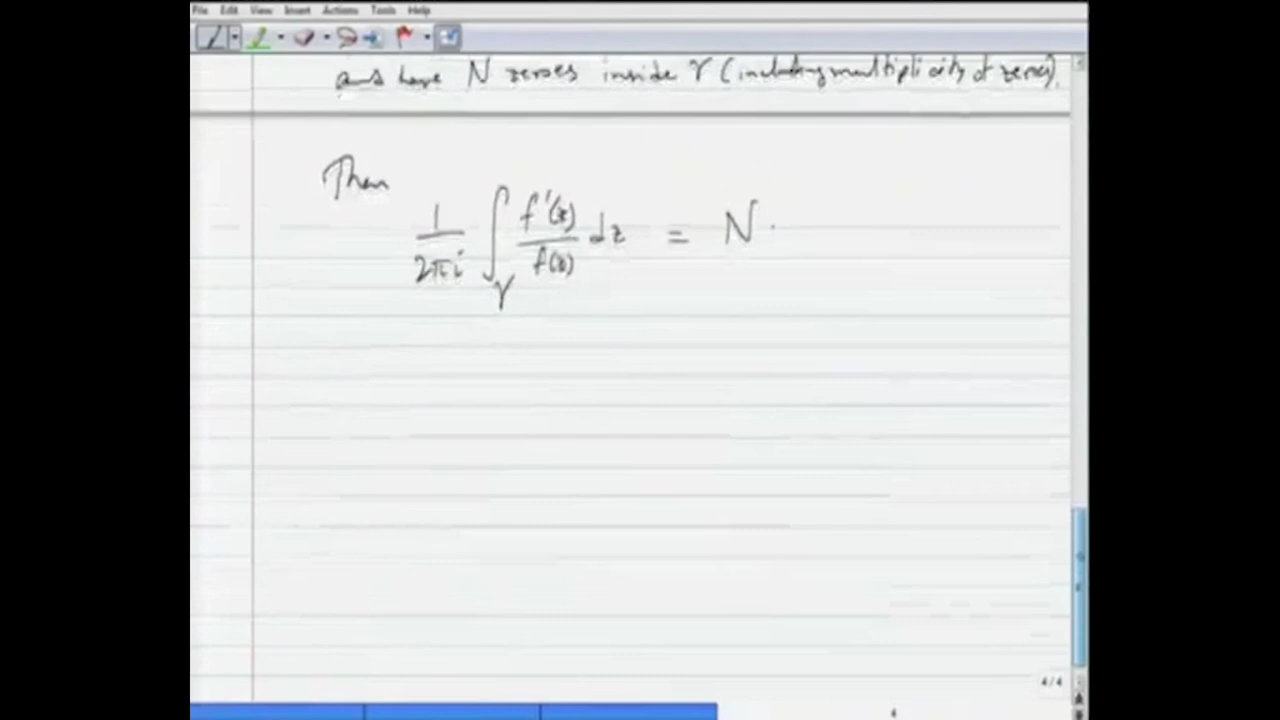 File Edit View Insert Actions Tools Help
and have N zeroes inside γ (including multiplicity of zeroes).
Then
1/2πi ∫γ f'(z)/f(z) dz = N.
4/4